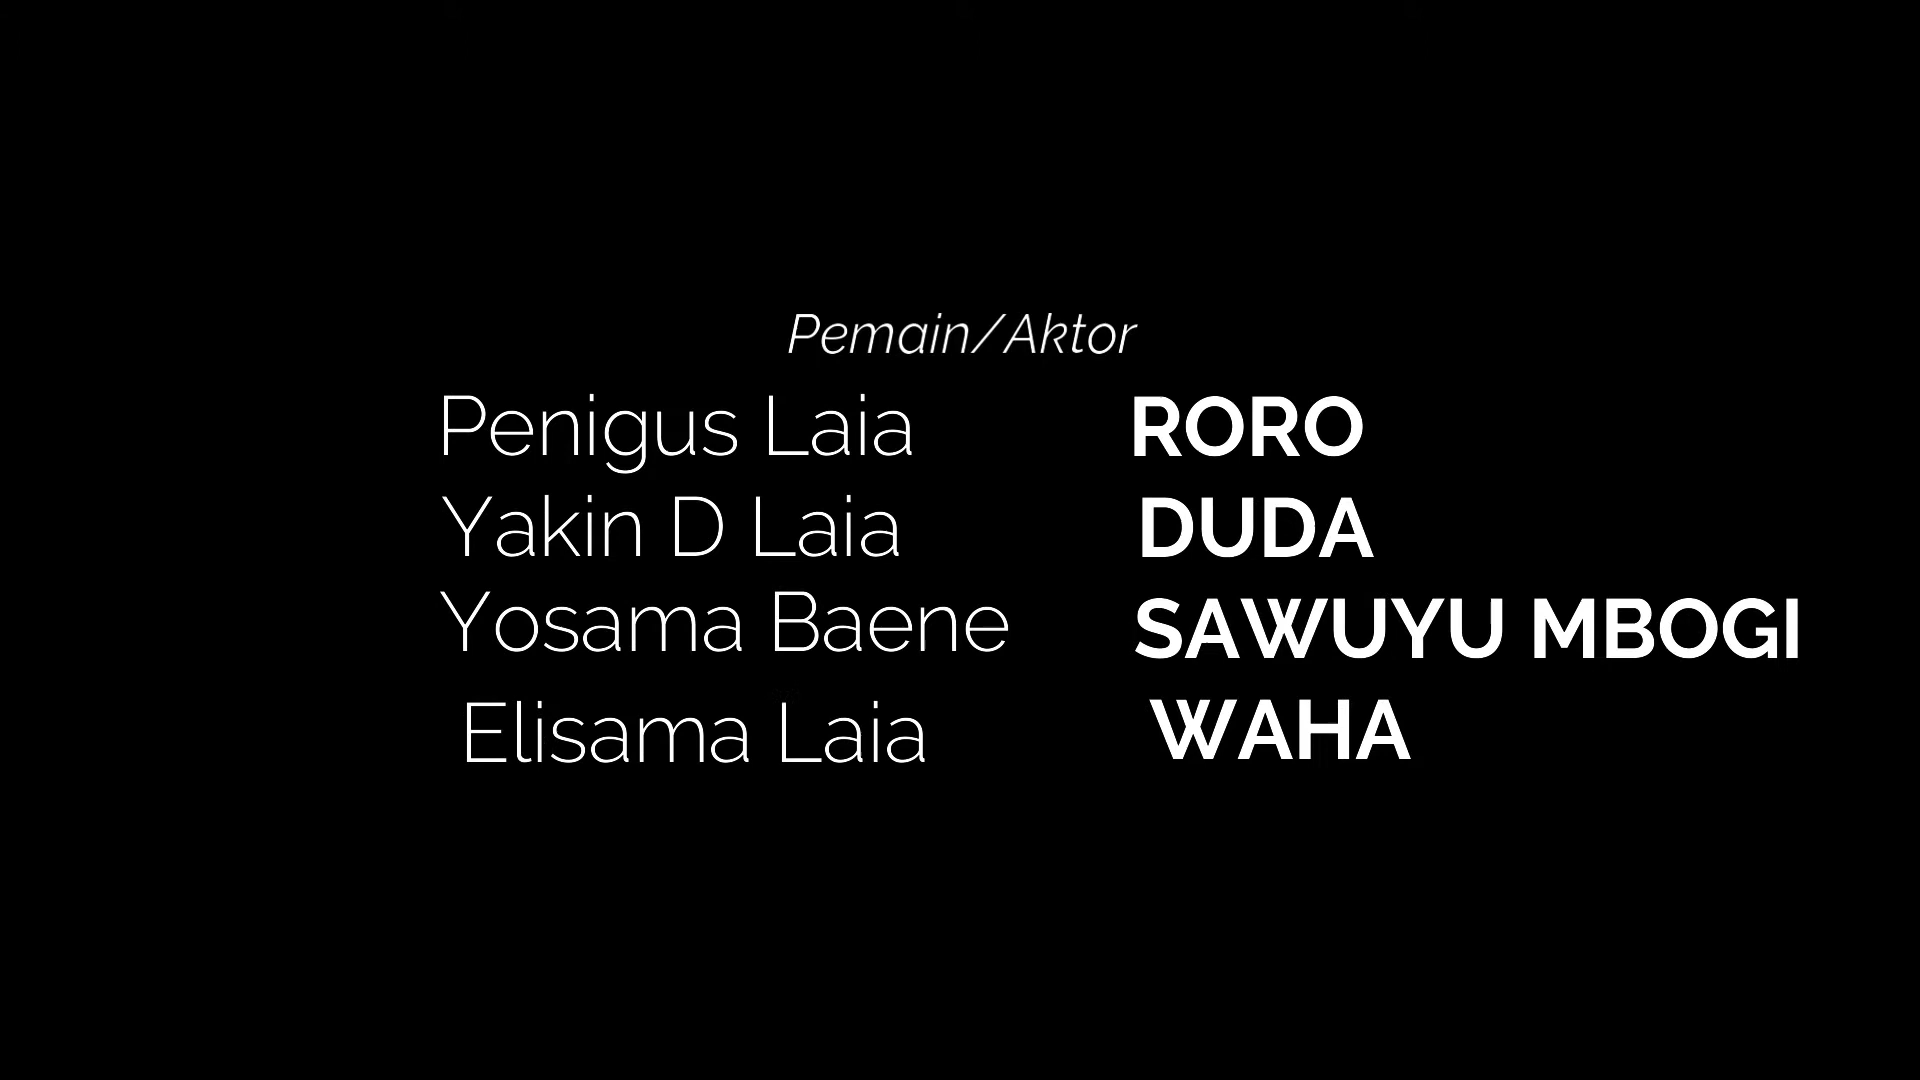 Pemain/Aktor
Penigus Laia RORO
Yakin D Laia DUDA
Yosama Baene SAWUYU MBOGI
Elisama Laia WAHA